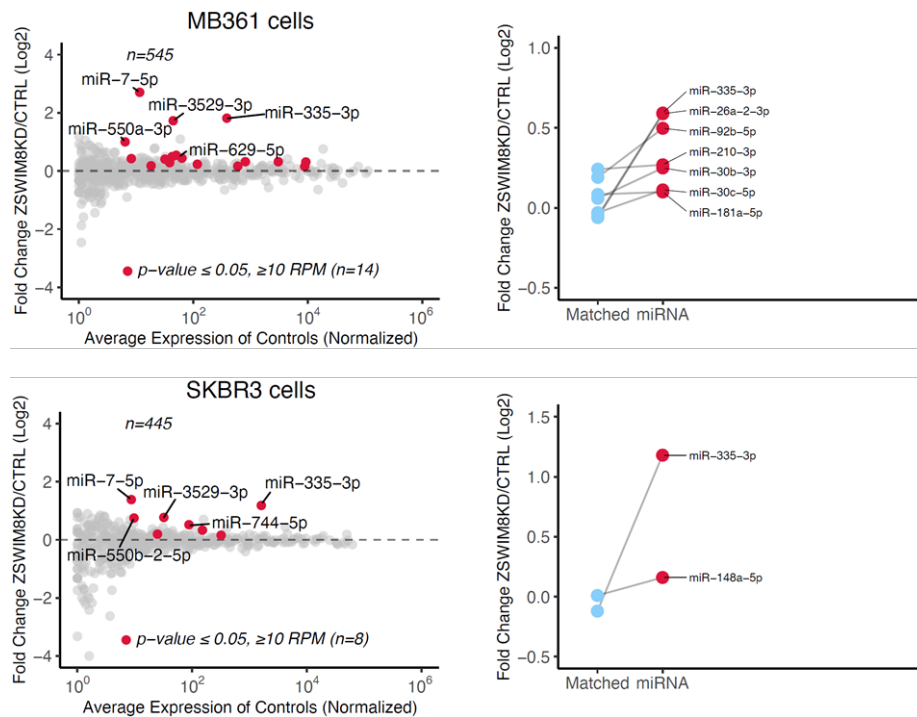 MB361 cells
Fold Change ZSWIM8KD/CTRL (Log2)
4
2
0
−2
−4
n=545
miR−7−5p
miR−3529−3p
miR−335−3p
miR−550a−3p
miR−629−5p
p−value ≤ 0.05, ≥10 RPM (n=14)
10^0
10^2
10^4
10^6
Average Expression of Controls (Normalized)
Fold Change ZSWIM8KD/CTRL (Log2)
1.0
0.5
0.0
−0.5
miR−335−3p
miR−26a−2−3p
miR−92b−5p
miR−210−3p
miR−30b−3p
miR−30c−5p
miR−181a−5p
Matched miRNA
SKBR3 cells
Fold Change ZSWIM8KD/CTRL (Log2)
4
2
0
−2
−4
n=445
miR−7−5p
miR−3529−3p
miR−335−3p
miR−744−5p
miR−550b−2−5p
p−value ≤ 0.05, ≥10 RPM (n=8)
10^0
10^2
10^4
10^6
Average Expression of Controls (Normalized)
Fold Change ZSWIM8KD/CTRL (Log2)
1.5
1.0
0.5
0.0
−0.5
miR−335−3p
miR−148a−5p
Matched miRNA